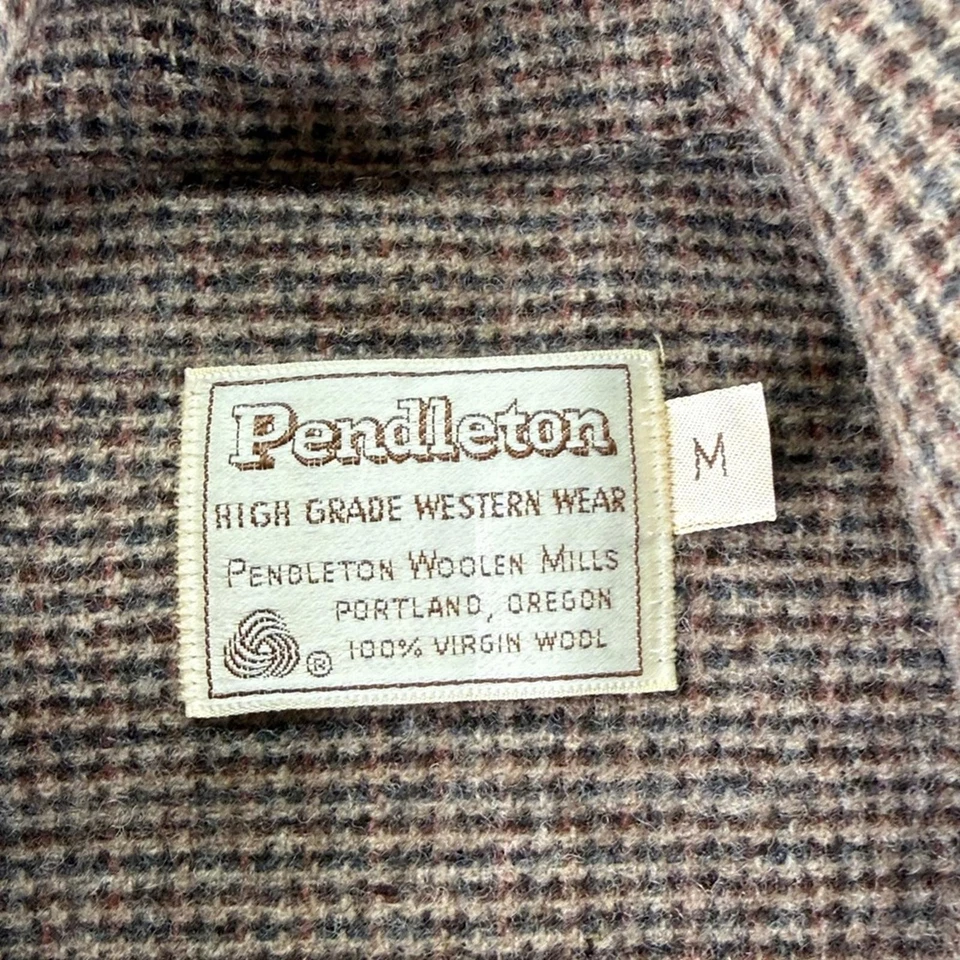 Pendleton
HIGH GRADE WESTERN WEAR
PENDLETON WOOLEN MILLS
PORTLAND, OREGON
® 100% VIRGIN WOOL
M